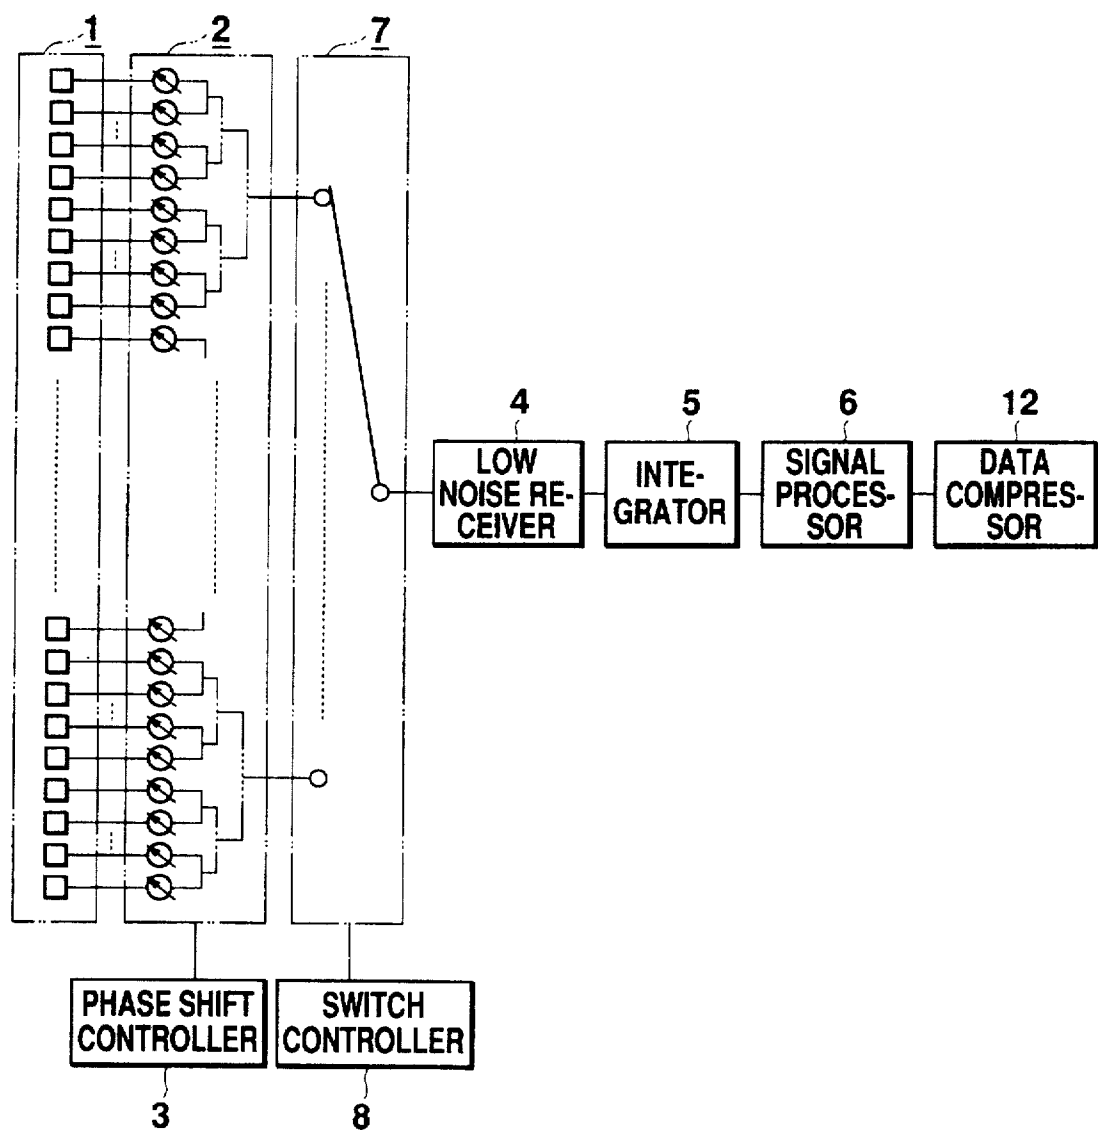 1 2 7
4 5 6 12
LOW
NOISE RE-
CEIVER
INTE-
GRATOR
SIGNAL
PROCES-
SOR
DATA
COMPRES-
SOR
PHASE SHIFT
CONTROLLER
SWITCH
CONTROLLER
3 8